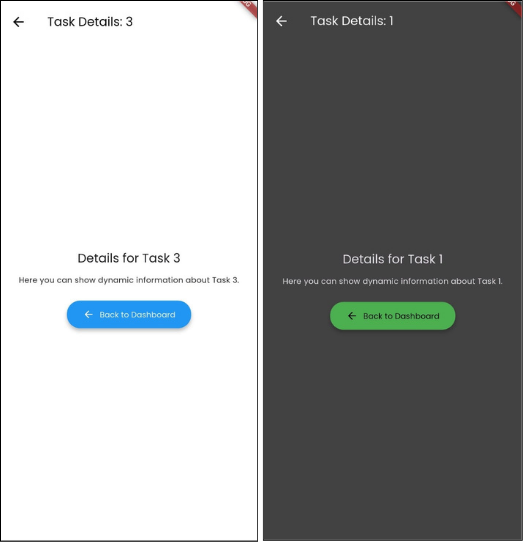 Task Details: 3
Details for Task 3
Here you can show dynamic information about Task 3.
Back to Dashboard
Task Details: 1
Details for Task 1
Here you can show dynamic information about Task 1.
Back to Dashboard